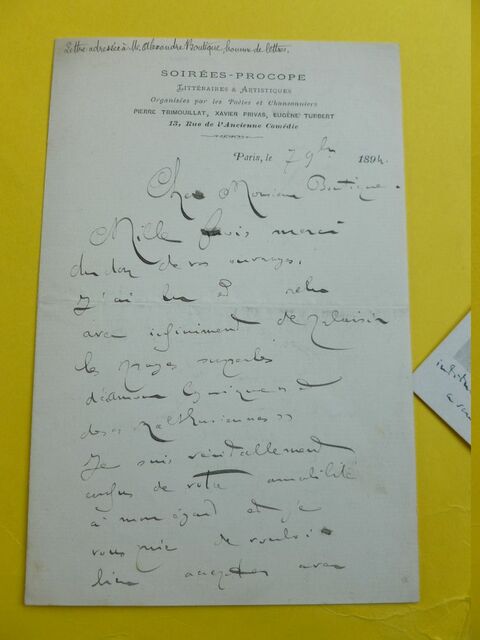 Lettre adressée à M. Alexandre Boutique, homme de lettres.
SOIRÉES-PROCOPE
LITTÉRAIRES & ARTISTIQUES
Organisées par les Poètes et Chansonniers
PIERRE TRIMOUILLAT, XAVIER PRIVAS, EUGÈNE TURBERT
13, Rue de l'Ancienne Comédie
Paris, le 7 9bre 1894.
Cher Monsieur Boutique.
Mille fois merci
du don de vos ouvrages.
J'ai lu et relu
avec infiniment de plaisir
les pages superbes
d'Amour
des « Malthusiennes »
Je suis véritablement
confus de votre amabilité
à mon égard et je
vous prie de vouloir
bien accepter avec